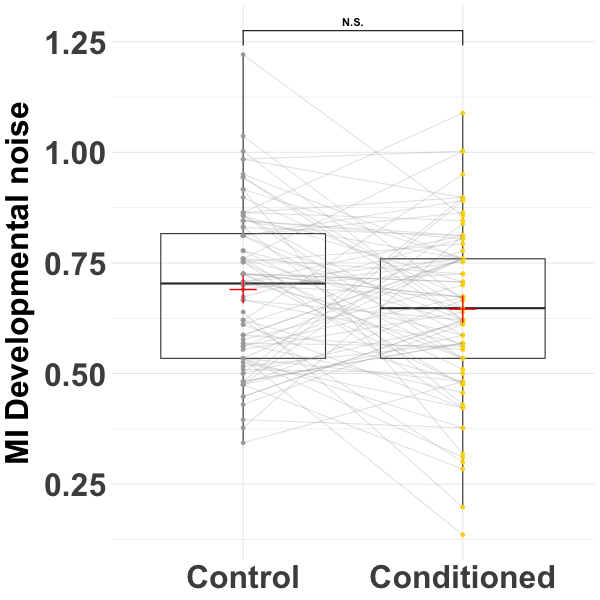 N.S.
MI Developmental noise
1.25
1.00
0.75
0.50
0.25
Control
Conditioned